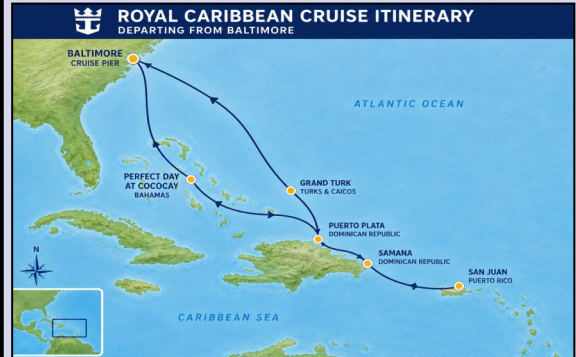 ROYAL CARIBBEAN CRUISE ITINERARY
DEPARTING FROM BALTIMORE
BALTIMORE
CRUISE PIER
ATLANTIC OCEAN
PERFECT DAY
AT COCOCAY
BAHAMAS
GRAND TURK
TURKS & CAICOS
PUERTO PLATA
DOMINICAN REPUBLIC
SAMANA
DOMINICAN REPUBLIC
SAN JUAN
PUERTO RICO
N
CARIBBEAN SEA